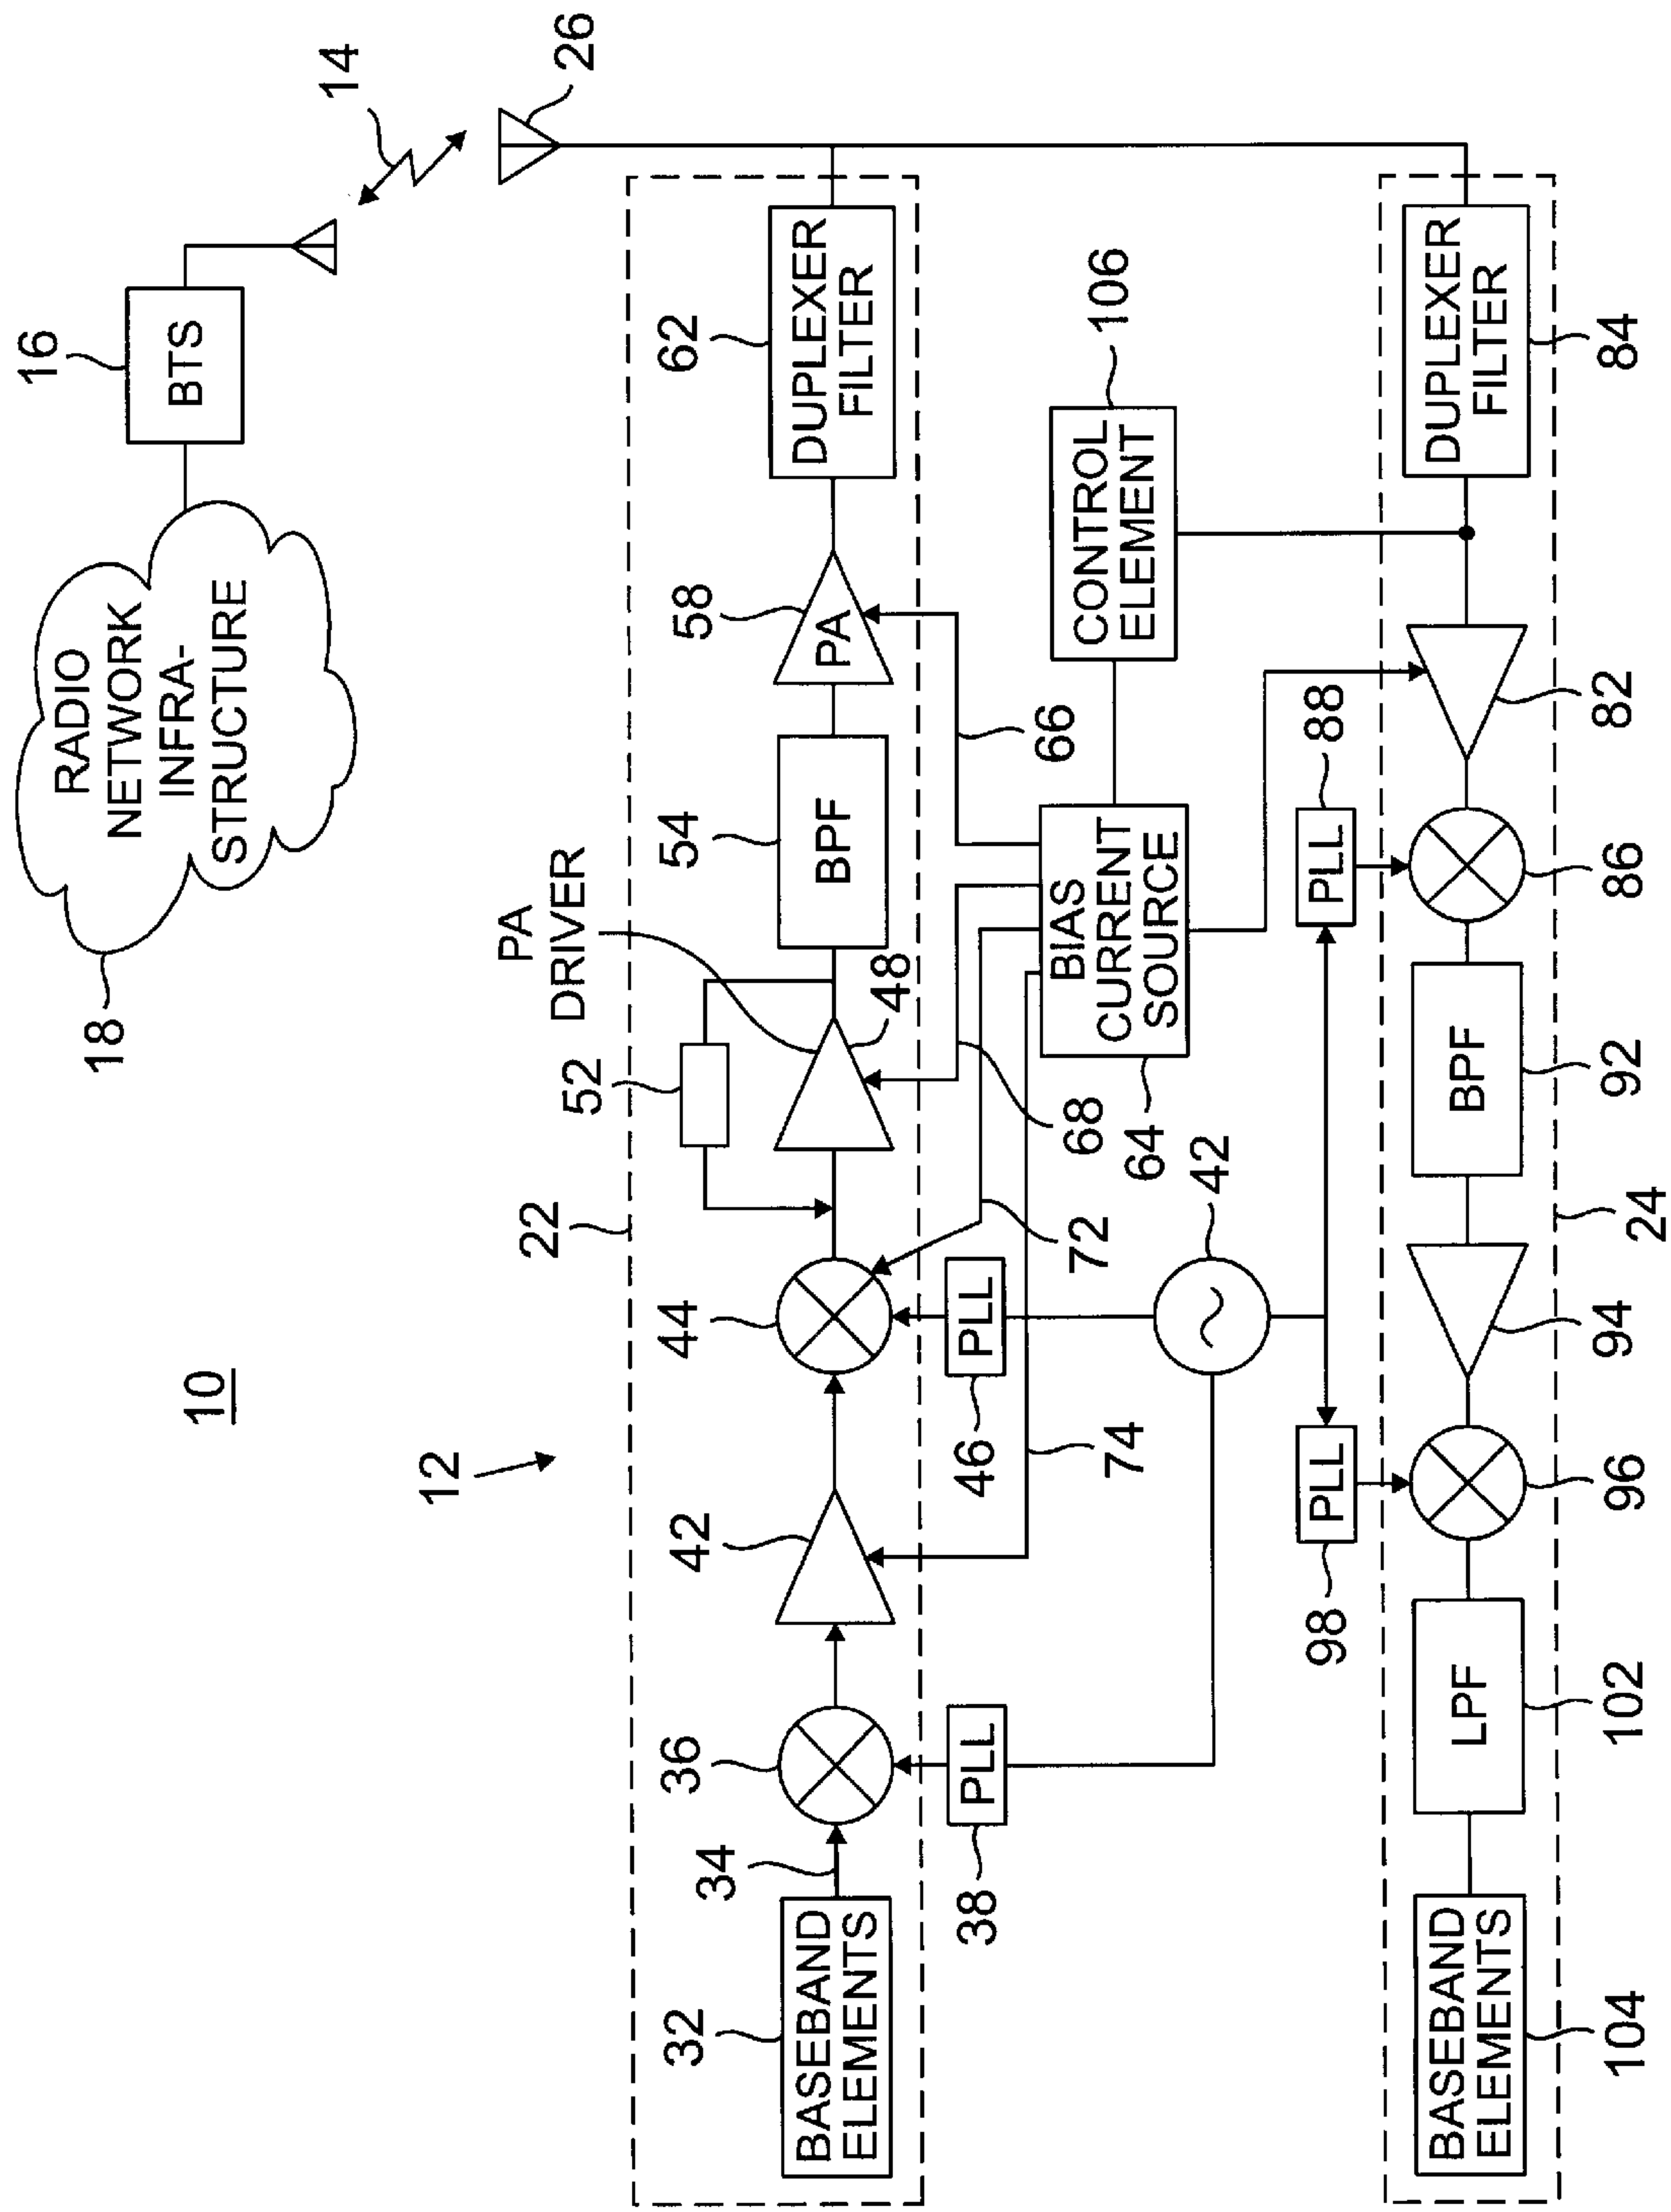 10
RADIO
NETWORK
INFRA-
STRUCTURE
18
BTS
16
14
26
12
22
32
BASEBAND
ELEMENTS
34
36
PLL
38
42
44
PLL
46
52
PA
DRIVER
48
54
BPF
58
PA
62
DUPLEXER
FILTER
74
72
68
66
42
64
BIAS
CURRENT
SOURCE
CONTROL
ELEMENT
106
98
PLL
PLL
88
BASEBAND
ELEMENTS
104
LPF
102
96
94
24
BPF
92
86
82
DUPLEXER
FILTER
84